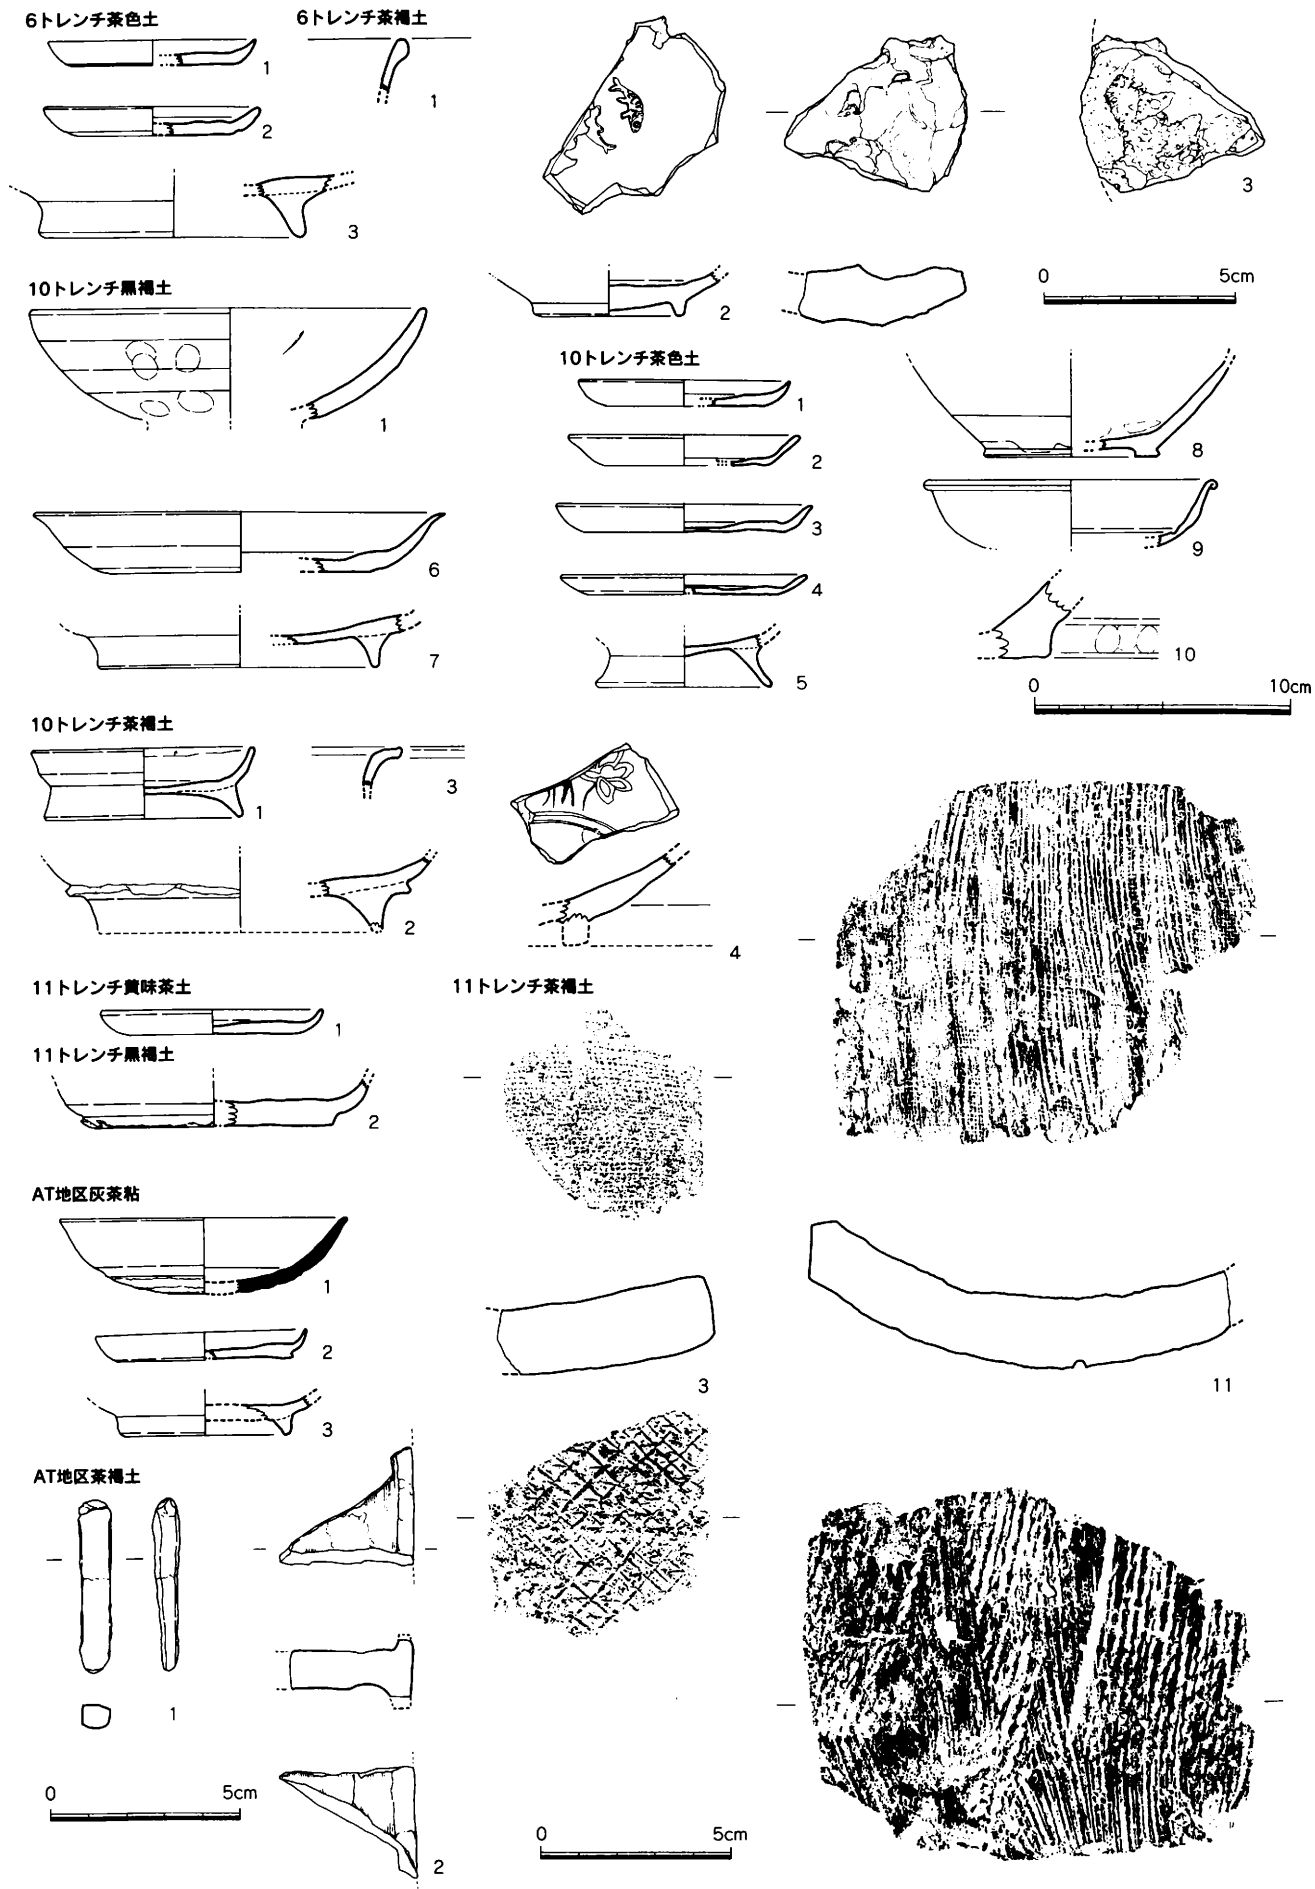 6トレンチ茶色土
1
2
3
6トレンチ茶褐土
1
10トレンチ黒褐土
1
2
3
0 5cm
10トレンチ茶色土
1
2
3
4
5
6
7
8
9
10
0 10cm
10トレンチ茶褐土
1
2
3
4
11トレンチ黄味茶土
1
11トレンチ黒褐土
2
11トレンチ茶褐土
3
11
AT地区灰茶粘
1
2
3
AT地区茶褐土
1
2
0 5cm
0 5cm